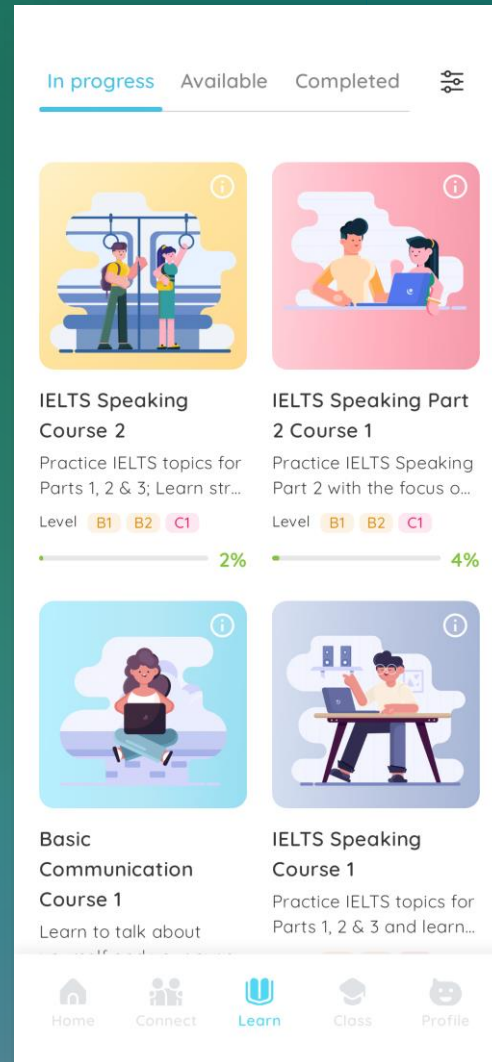 In progress Available Completed
IELTS Speaking
Course 2
Practice IELTS topics for
Parts 1, 2 & 3; Learn str...
Level B1 B2 C1
2%
IELTS Speaking Part
2 Course 1
Practice IELTS Speaking
Part 2 with the focus o...
Level B1 B2 C1
4%
Basic
Communication
Course 1
Learn to talk about
IELTS Speaking
Course 1
Practice IELTS topics for
Parts 1, 2 & 3 and learn...
Home Connect Learn Class Profile